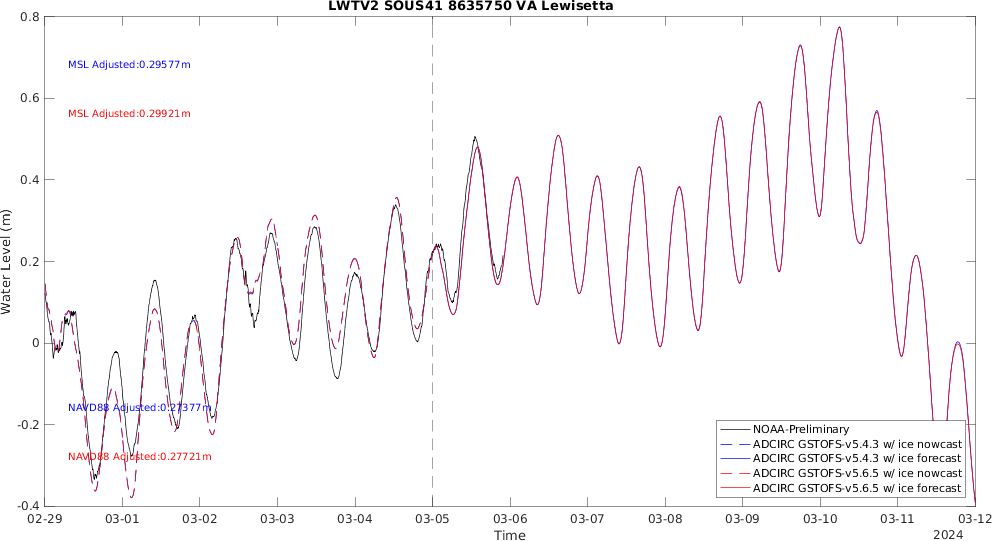 LWTV2 SOUS41 8635750 VA Lewisetta
0.8
0.6
0.4
0.2
0
-0.2
-0.4
Water Level (m)
MSL Adjusted:0.29577m
MSL Adjusted:0.29921m
NAVD88 Adjusted:0.27377m
NAVD88 Adjusted:0.27721m
NOAA-Preliminary
ADCIRC GSTOFS-v5.4.3 w/ ice nowcast
ADCIRC GSTOFS-v5.4.3 w/ ice forecast
ADCIRC GSTOFS-v5.6.5 w/ ice nowcast
ADCIRC GSTOFS-v5.6.5 w/ ice forecast
02-29 03-01 03-02 03-03 03-04 03-05 03-06 03-07 03-08 03-09 03-10 03-11 03-12
Time
2024